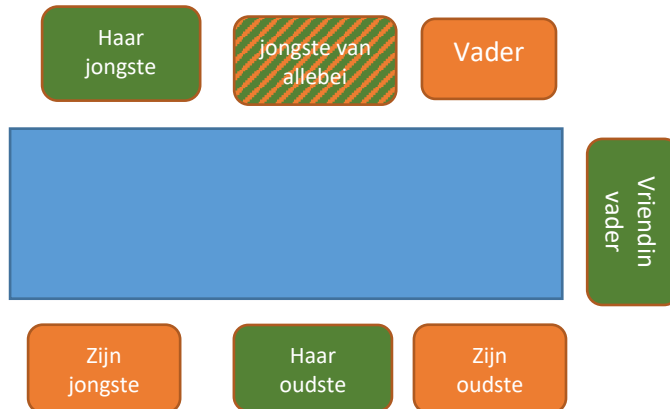 Haar
jongste
jongste van
allebei
Vader
Vriendin
vader
Zijn
jongste
Haar
oudste
Zijn
oudste